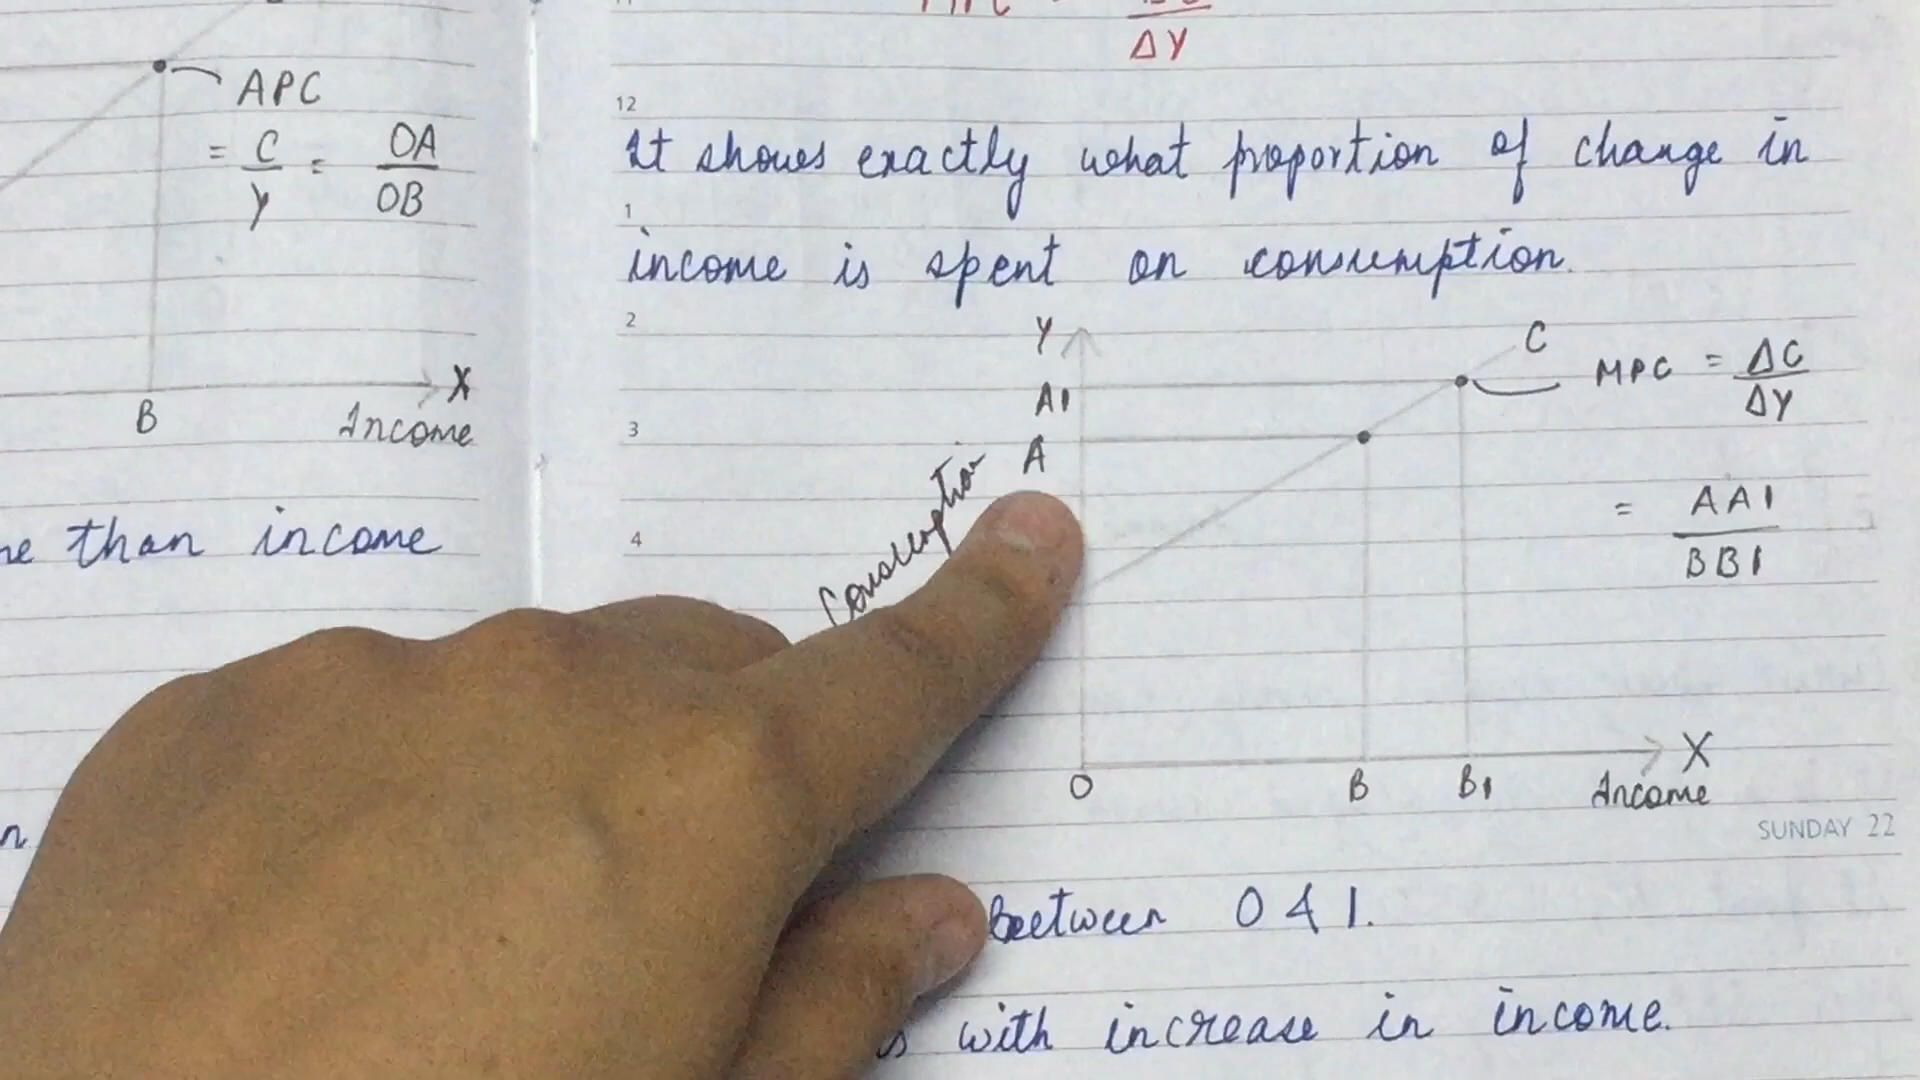 APC
= C/Y = OA/OB
B
X
Income
than income
ΔY
12
It shows exactly what proportion of change in
1
income is spent on consumption.
2
Y
C
MPC = ΔC/ΔY
A1
3
A
Consumption
= AA1/BB1
4
O
B
B1
X
Income
SUNDAY 22
Between 0 & 1.
with increase in income.